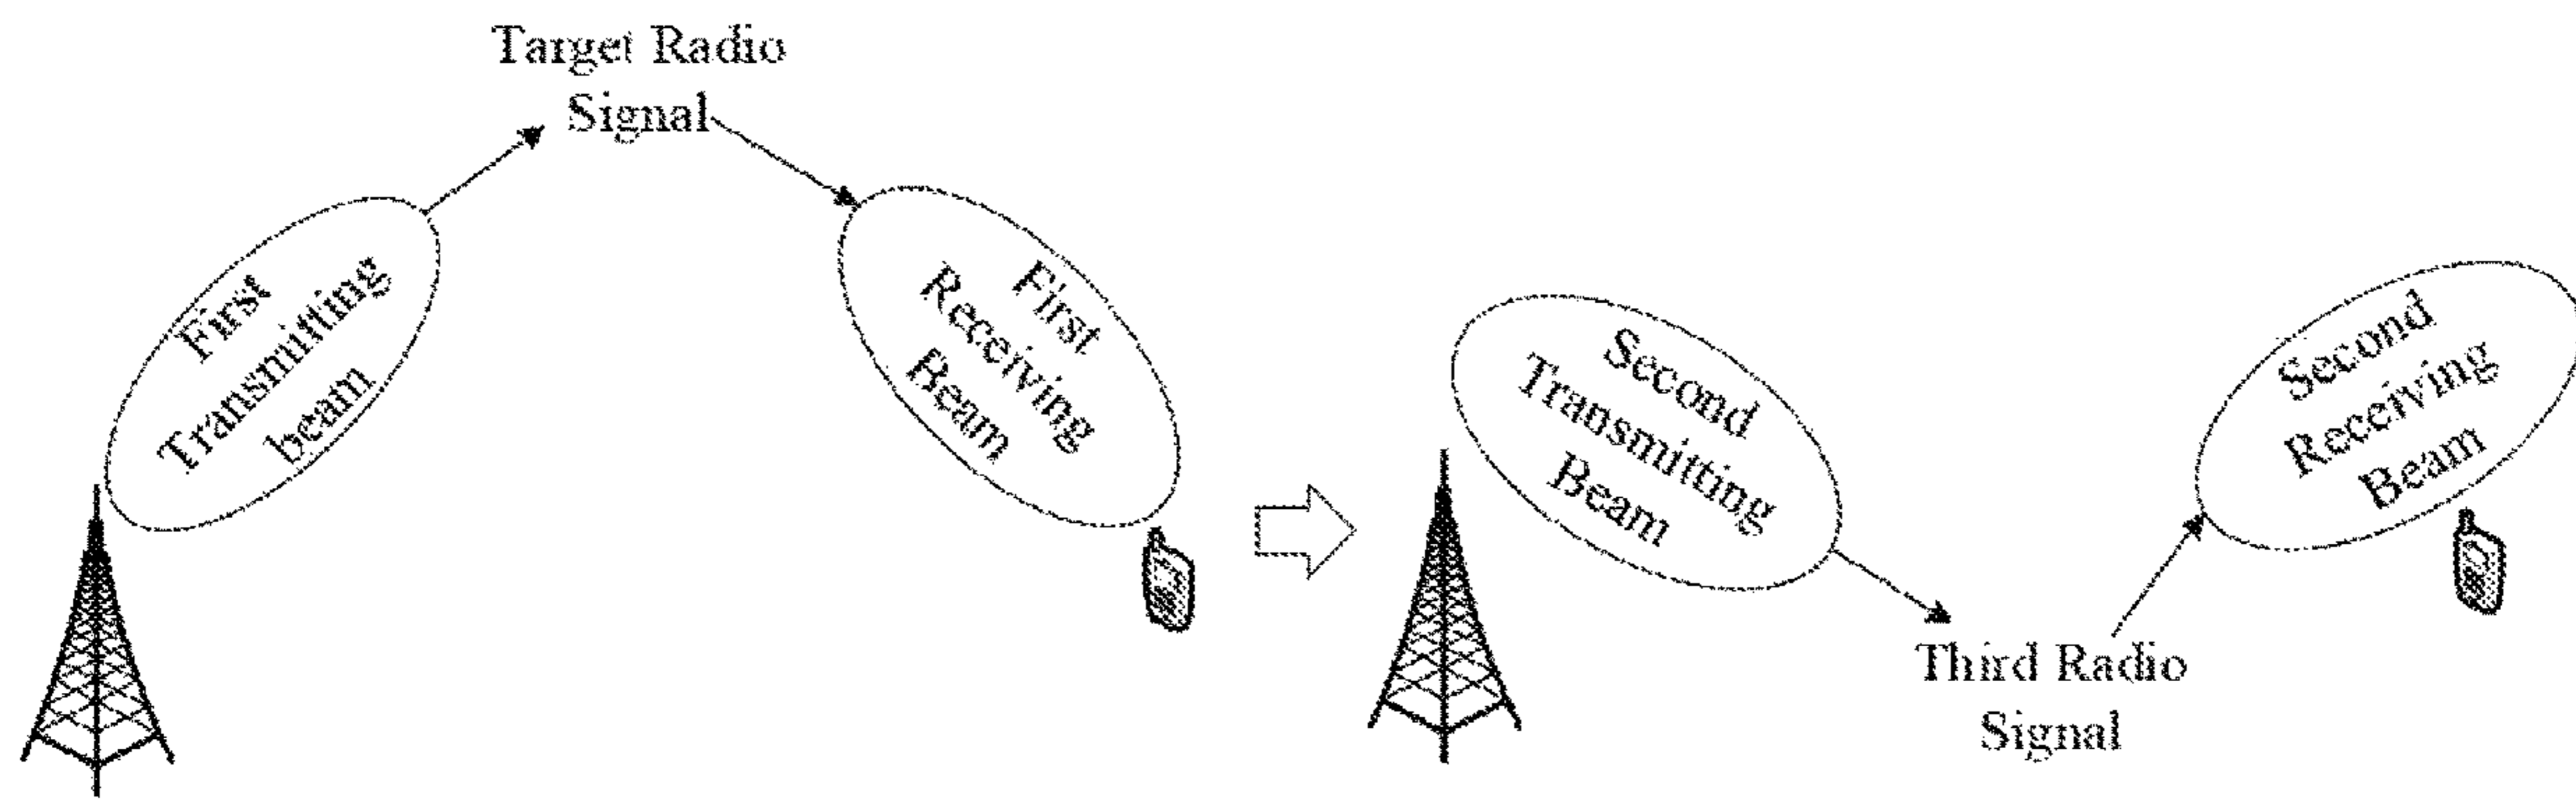 Target Radio
Signal
First
Transmitting
beam
First
Receiving
Beam
Second
Transmitting
Beam
Third Radio
Signal
Second
Receiving
Beam